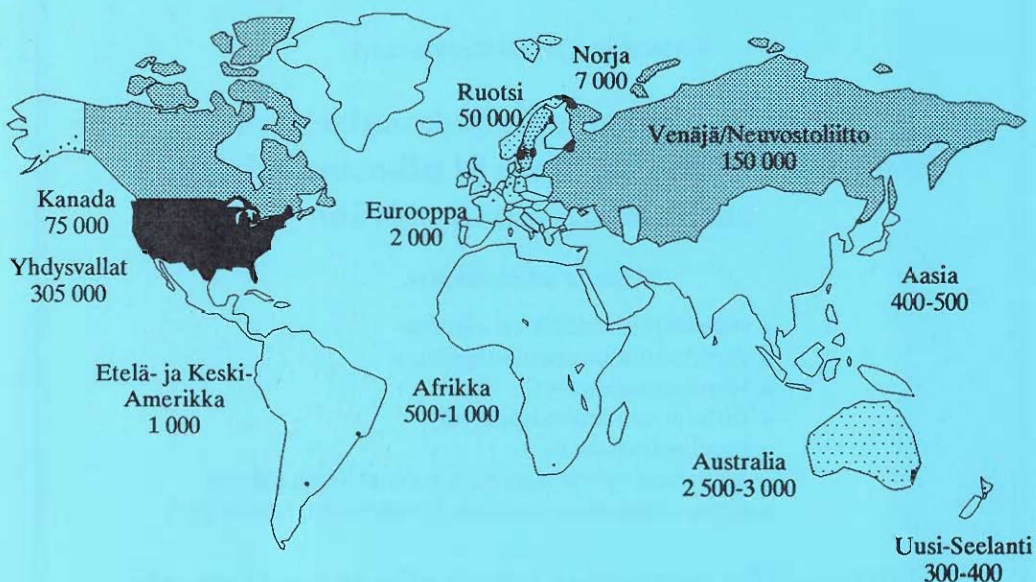 Norja
7 000
Ruotsi
50 000
Venäjä/Neuvostoliitto
150 000
Kanada
75 000
Eurooppa
2 000
Yhdysvallat
305 000
Aasia
400-500
Etelä- ja Keski-
Amerikka
1 000
Afrikka
500-1 000
Australia
2 500-3 000
Uusi-Seelanti
300-400